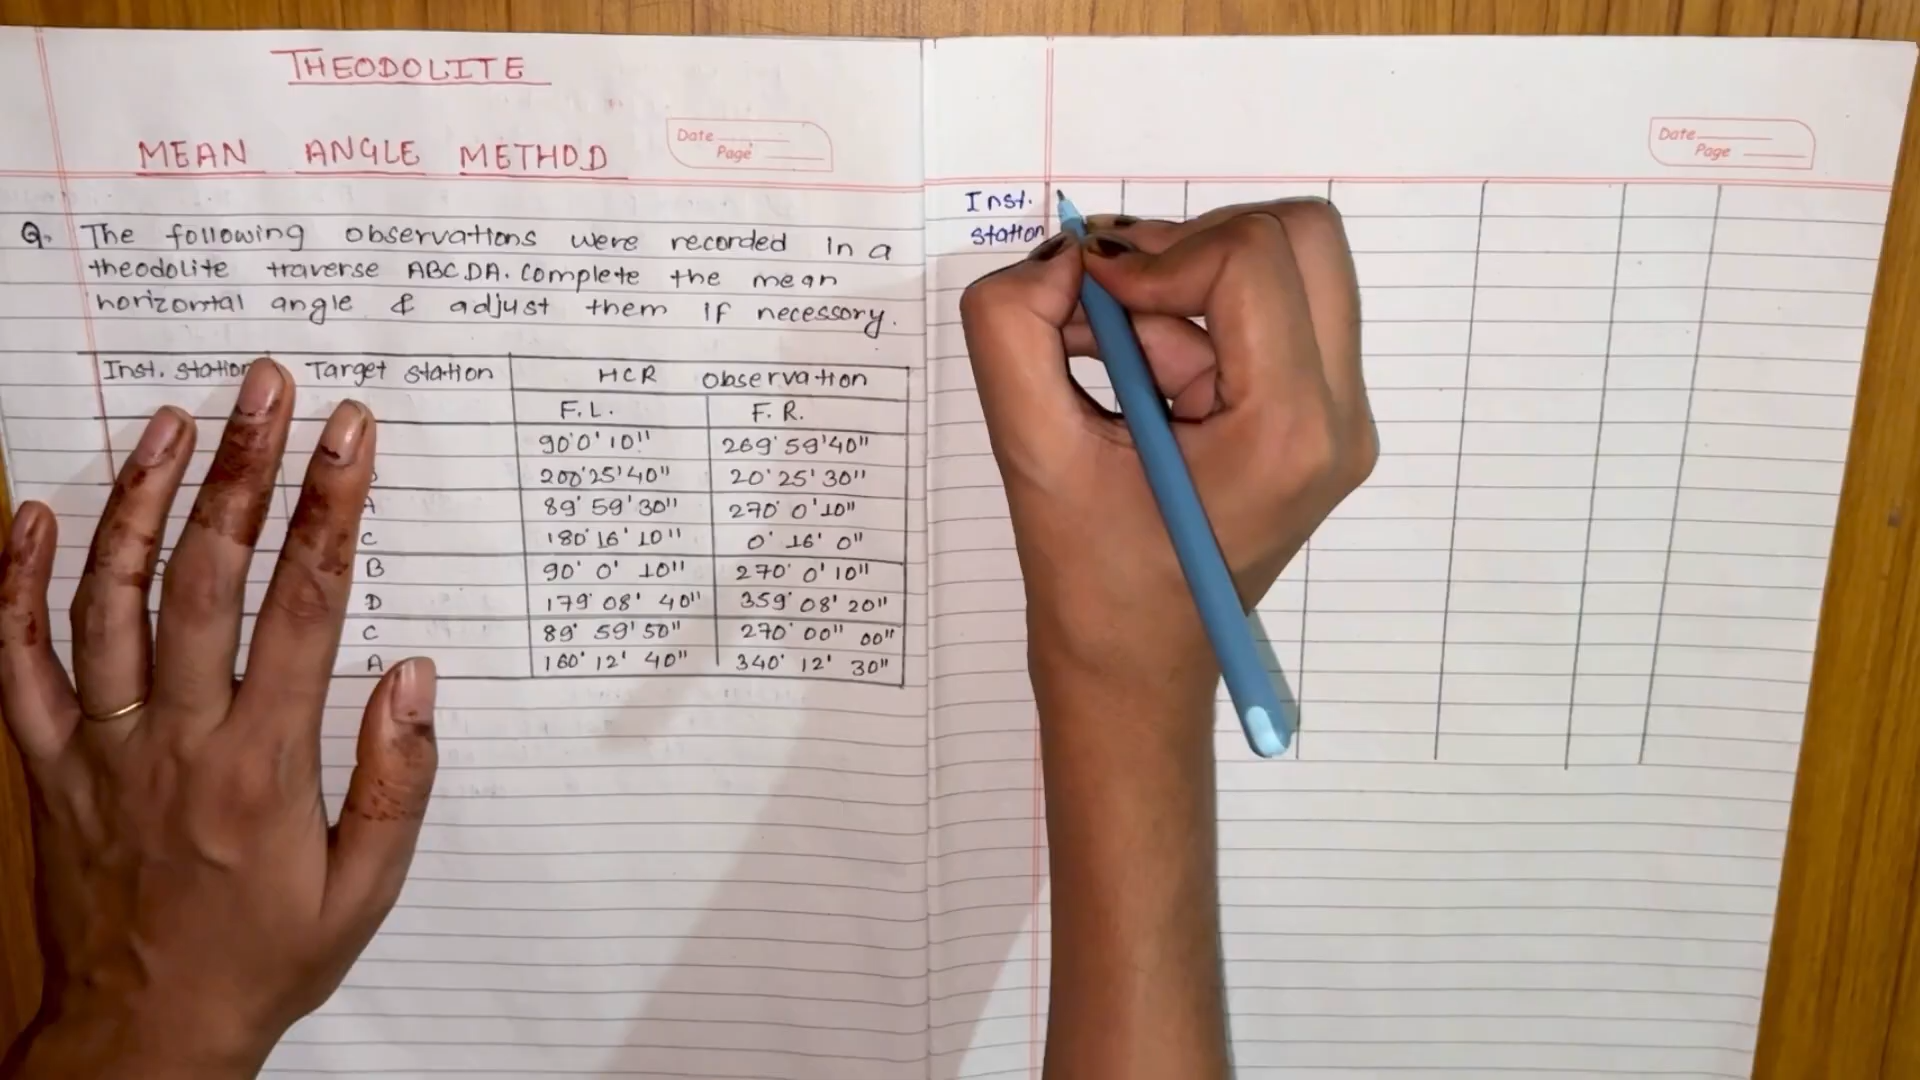 THEODOLITE
MEAN ANGLE METHOD
Date
Page
Q. The following observations were recorded in a
theodolite traverse ABCDA. Complete the mean
horizontal angle & adjust them if necessary.
Inst. station Target station HCR Observation
F.L. F.R.
90°0'10" 269°59'40"
200°25'40" 20°25'30"
A 89°59'30" 270°0'10"
C 180°16'10" 0°16'0"
B 90°0'10" 270°0'10"
D 179°08'40" 359°08'20"
C 89°59'50" 270°00"00"
A 160°12'40" 340°12'30"
Date
Page
Inst.
station